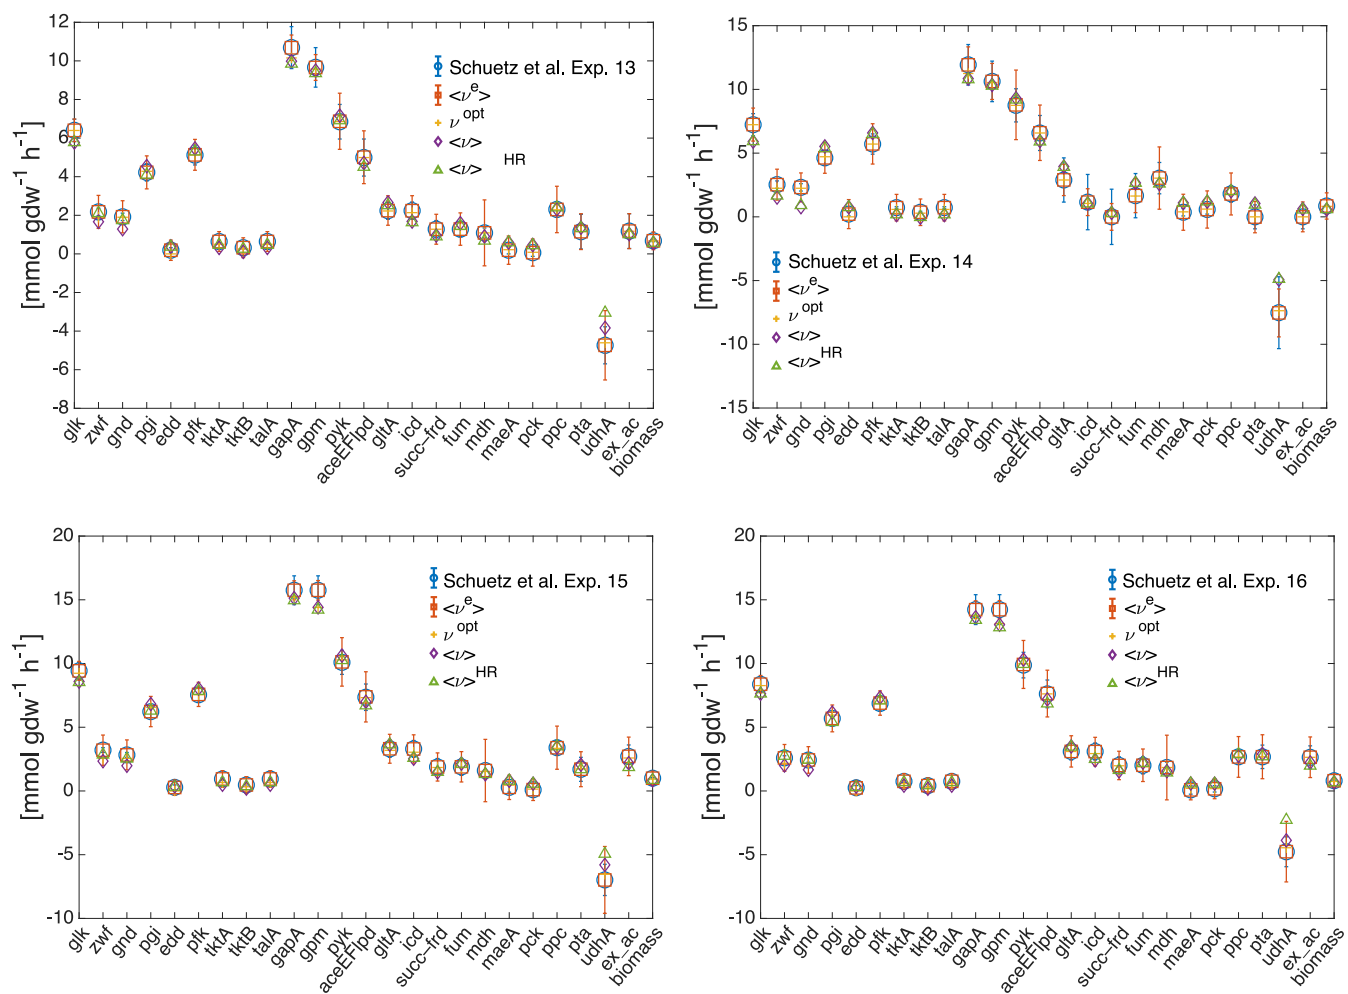 12
10
8
6
4
2
0
-2
-4
-6
-8
[mmol gdw⁻¹ h⁻¹]
Schuetz et al. Exp. 13
<νᵉ>
ν opt
<ν>
<ν> HR
glk zwf gnd pgi edd pfk tktA tktB talA gapA gpm pyk aceEFlpd gltA icd succ-frd fum mdh maeA pck ppc pta udhA ex_ac biomass
15
10
5
0
-5
-10
-15
[mmol gdw⁻¹ h⁻¹]
Schuetz et al. Exp. 14
<νᵉ>
ν opt
<ν>
<ν>HR
glk zwf gnd pgi edd pfk tktA tktB talA gapA gpm pyk aceEFlpd gltA icd succ-frd fum mdh maeA pck ppc pta udhA ex_ac biomass
20
15
10
5
0
-5
-10
[mmol gdw⁻¹ h⁻¹]
Schuetz et al. Exp. 15
<νᵉ>
ν opt
<ν>
<ν>HR
glk zwf gnd pgi edd pfk tktA tktB talA gapA gpm pyk aceEFlpd gltA icd succ-frd fum mdh maeA pck ppc pta udhA ex_ac biomass
20
15
10
5
0
-5
-10
[mmol gdw⁻¹ h⁻¹]
Schuetz et al. Exp. 16
<νᵉ>
ν opt
<ν>
<ν>HR
glk zwf gnd pgi edd pfk tktA tktB talA gapA gpm pyk aceEFlpd gltA icd succ-frd fum mdh maeA pck ppc pta udhA ex_ac biomass